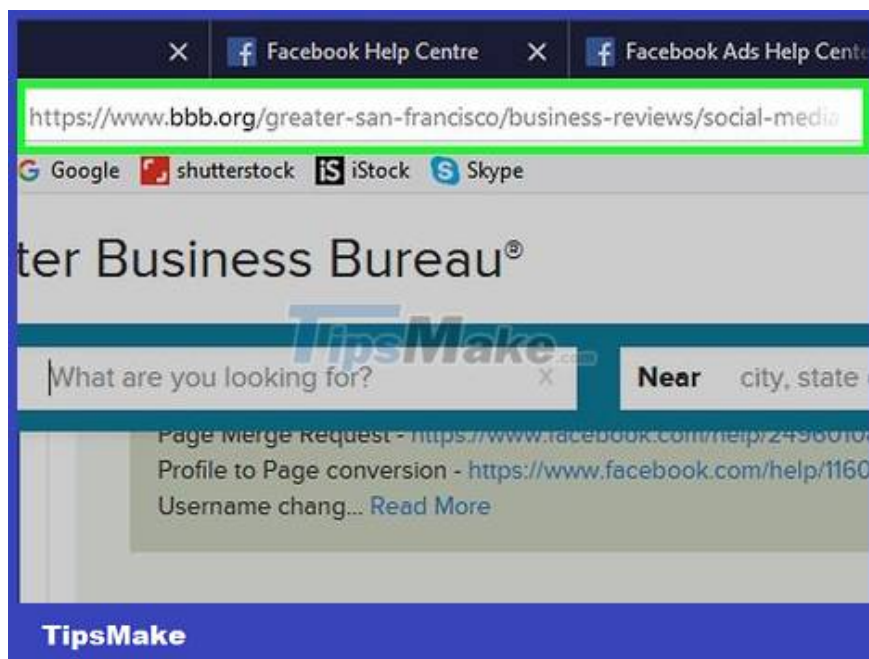 Facebook Help Centre
Facebook Ads Help Cente
https://www.bbb.org/greater-san-francisco/business-reviews/social-media
Google shutterstock iS iStock Skype
ter Business Bureau®
TipsMake.com
What are you looking for? Near city, state
Page Merge Request - https://www.facebook.com/help/249601088
Profile to Page conversion - https://www.facebook.com/help/1160
Username chang... Read More
TipsMake